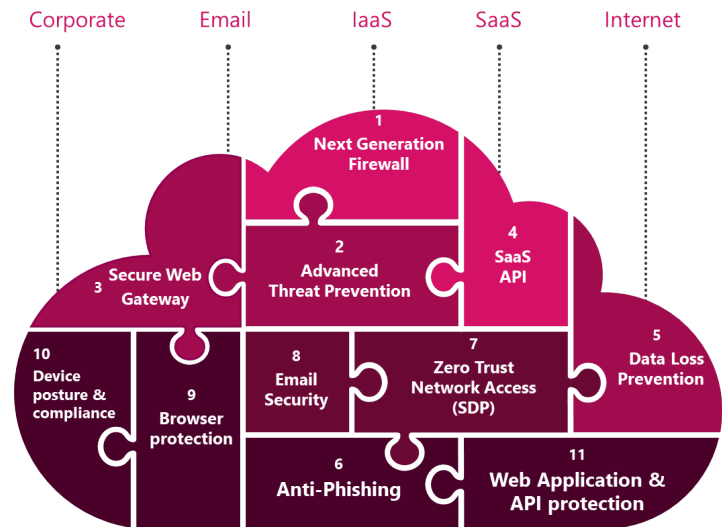 Corporate
Email
IaaS
SaaS
Internet
1
Next Generation
Firewall
2
Advanced
Threat Prevention
3
Secure Web
Gateway
4
SaaS
API
5
Data Loss
Prevention
10
Device
posture &
compliance
9
Browser
protection
8
Email
Security
7
Zero Trust
Network Access
(SDP)
6
Anti-Phishing
11
Web Application &
API protection